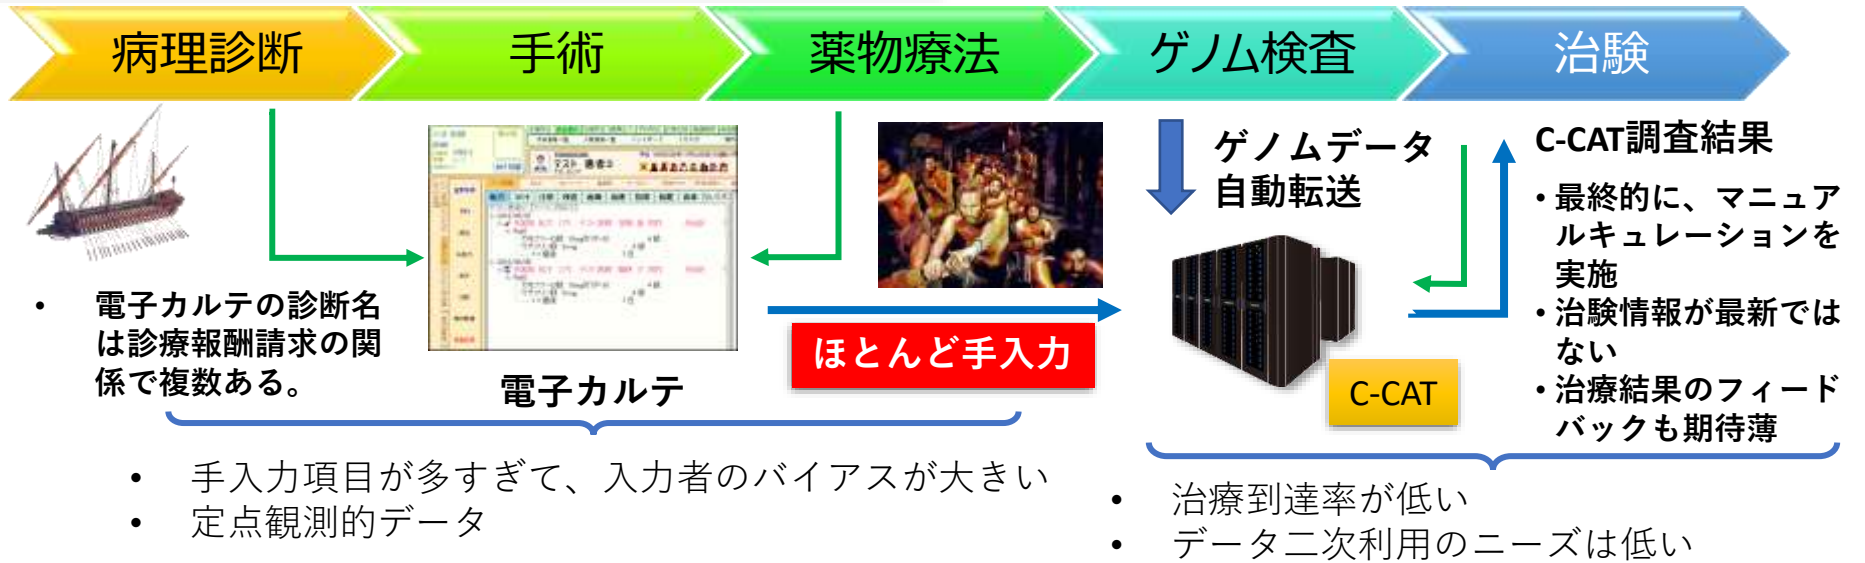 病理診断
手術
薬物療法
ゲノム検査
治験
ゲノムデータ
自動転送
C-CAT調査結果
• 最終的に、マニュア
ルキュレーションを
実施
• 治験情報が最新では
ない
• 治療結果のフィード
バックも期待薄
• 電子カルテの診断名
は診療報酬請求の関
係で複数ある。
テスト 患者2
電子カルテ
ほとんど手入力
C-CAT
• 手入力項目が多すぎて、入力者のバイアスが大きい
• 定点観測的データ
• 治療到達率が低い
• データ二次利用のニーズは低い